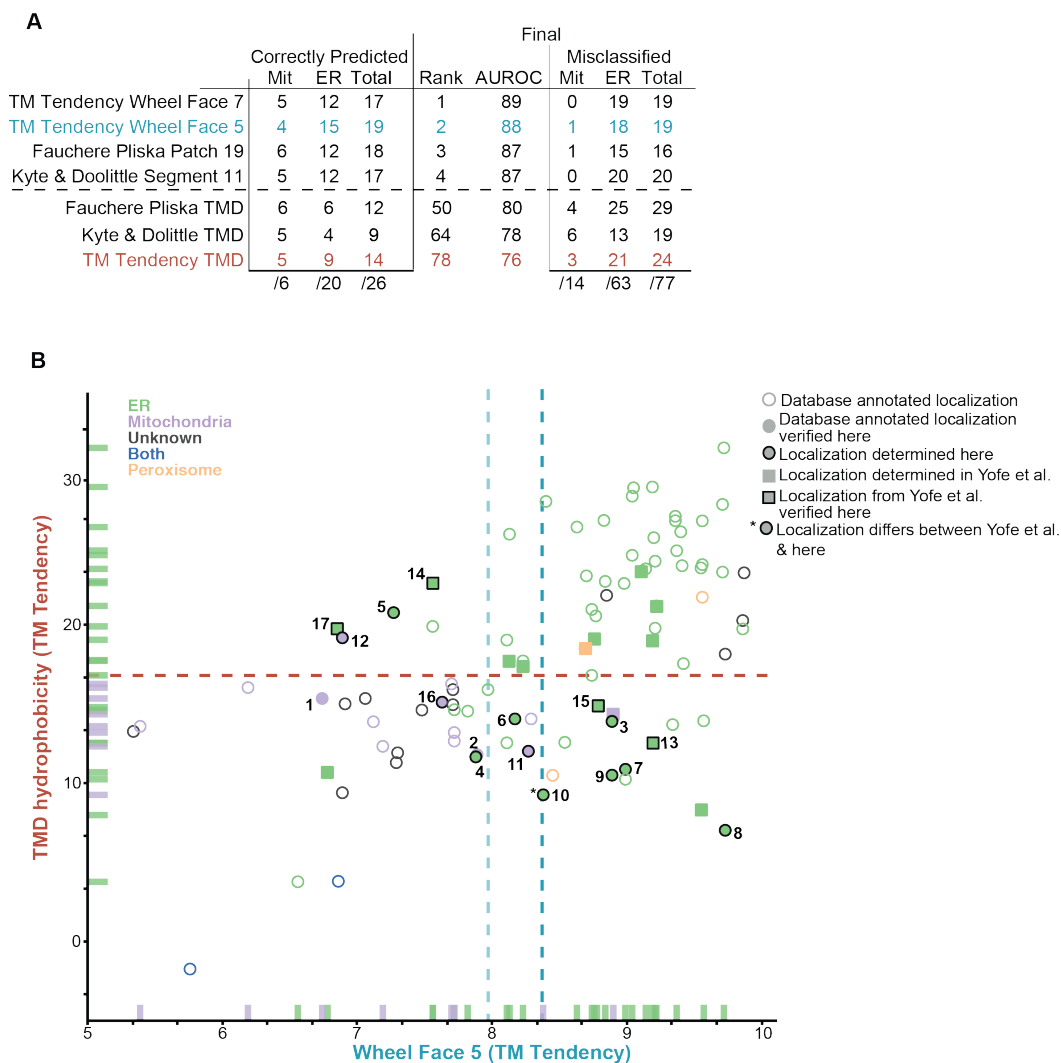 A
Final
Correctly Predicted Misclassified
Mit ER Total Rank AUROC Mit ER Total
TM Tendency Wheel Face 7 5 12 17 1 89 0 19 19
TM Tendency Wheel Face 5 4 15 19 2 88 1 18 19
Fauchere Pliska Patch 19 6 12 18 3 87 1 15 16
Kyte & Doolittle Segment 11 5 12 17 4 87 0 20 20
Fauchere Pliska TMD 6 6 12 50 80 4 25 29
Kyte & Dolittle TMD 5 4 9 64 78 6 13 19
TM Tendency TMD 5 9 14 78 76 3 21 24
/6 /20 /26 /14 /63 /77
B
ER
Mitochondria
Unknown
Both
Peroxisome
Database annotated localization
Database annotated localization
verified here
Localization determined here
Localization determined in Yofe et al.
Localization from Yofe et al.
verified here
* Localization differs between Yofe et al.
& here
TMD hydrophobicity (TM Tendency)
30
20
10
0
14
5
17
12
1
16
2
4
6
11
* 10
15
3
13
7
9
8
5 6 7 8 9 10
Wheel Face 5 (TM Tendency)